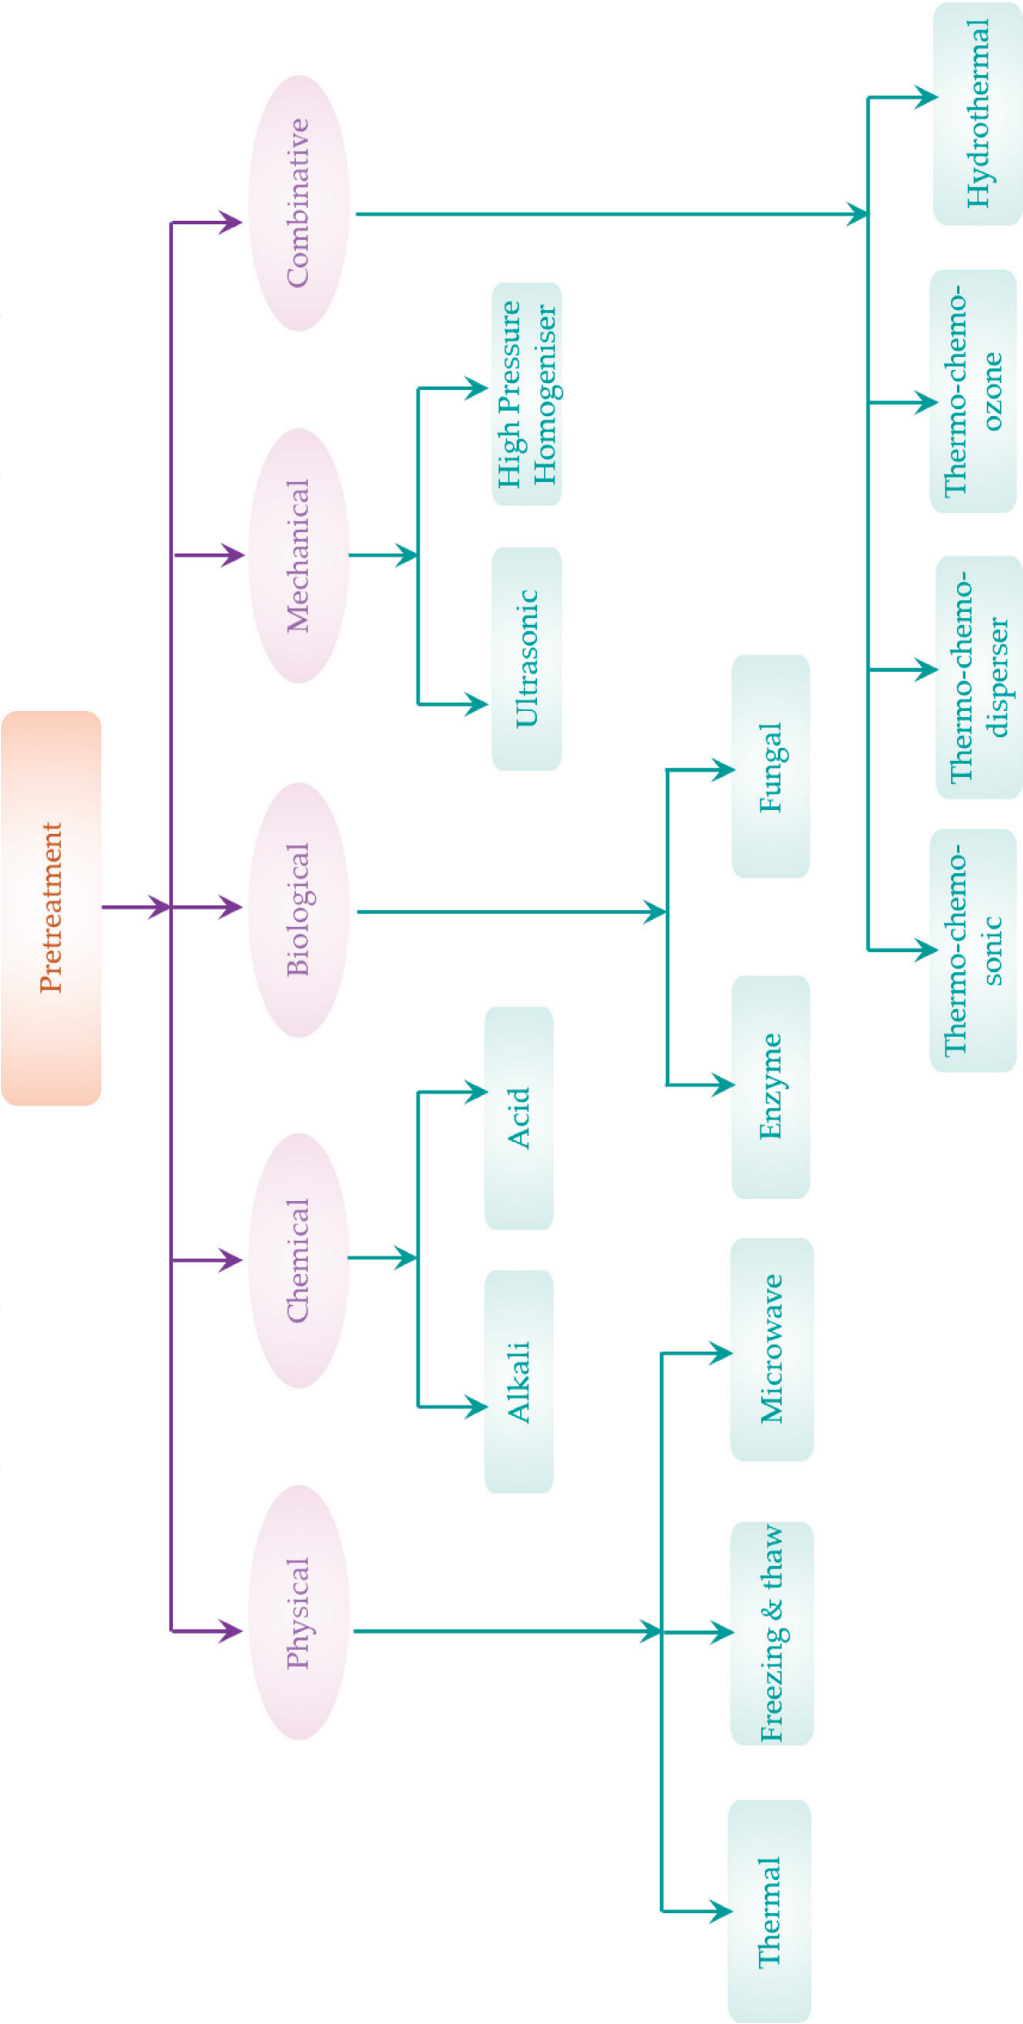 Pretreatment
Physical
Chemical
Biological
Mechanical
Combinative
Alkali
Acid
Ultrasonic
High Pressure
Homogeniser
Thermal
Freezing & thaw
Microwave
Enzyme
Fungal
Thermo-chemo-
sonic
Thermo-chemo-
disperser
Thermo-chemo-
ozone
Hydrothermal